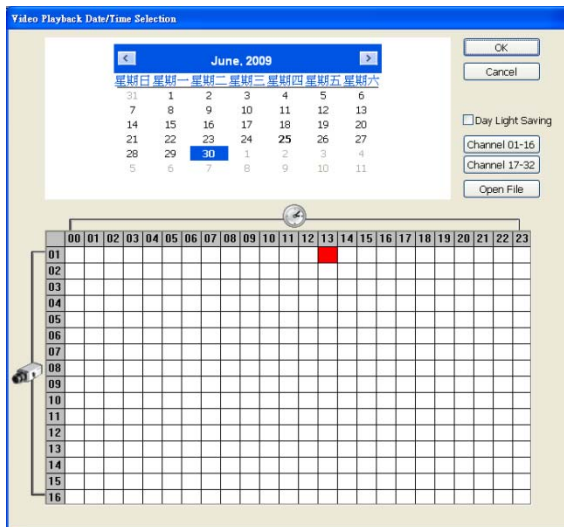 Video Playback Date/Time Selection
June, 2009
星期日 星期一 星期二 星期三 星期四 星期五 星期六
31 1 2 3 4 5 6
7 8 9 10 11 12 13
14 15 16 17 18 19 20
21 22 23 24 25 26 27
28 29 30 1 2 3 4
5 6 7 8 9 10 11
OK
Cancel
Day Light Saving
Channel 01-16
Channel 17-32
Open File
00 01 02 03 04 05 06 07 08 09 10 11 12 13 14 15 16 17 18 19 20 21 22 23
01
02
03
04
05
06
07
08
09
10
11
12
13
14
15
16